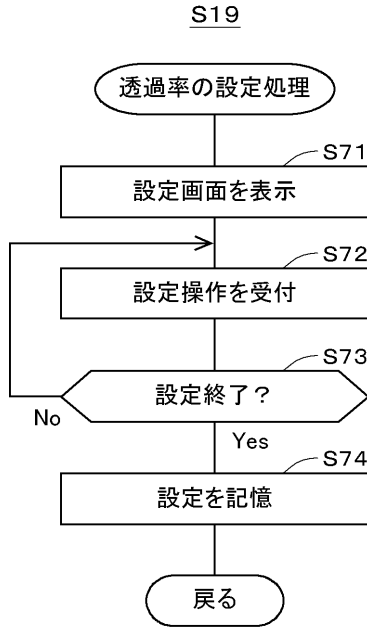 S19
透過率の設定処理
S71
設定画面を表示
S72
設定操作を受付
S73
設定終了？
No
Yes
S74
設定を記憶
戻る